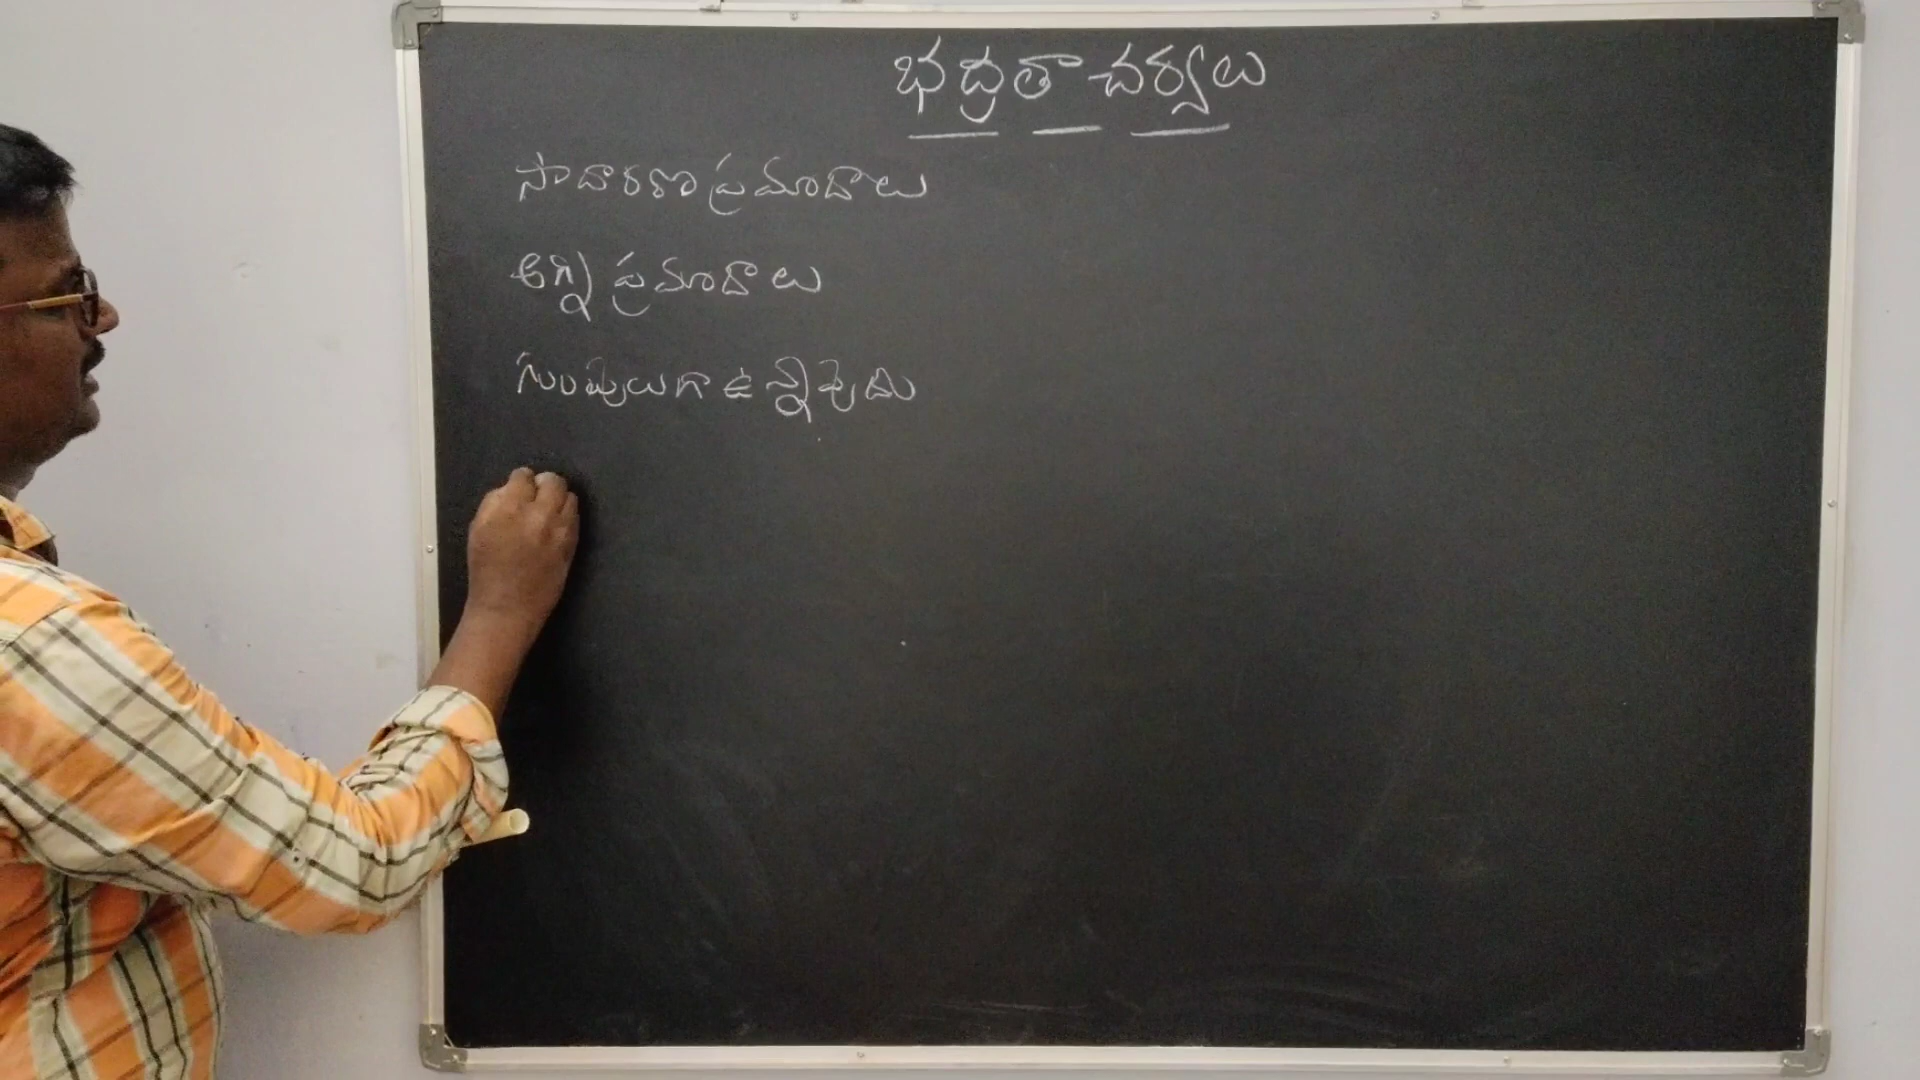 భద్రతా చర్యలు
సాదారణ ప్రమాదాలు
అగ్ని ప్రమాదాలు
గుంపులుగా ఉన్నప్పుడు